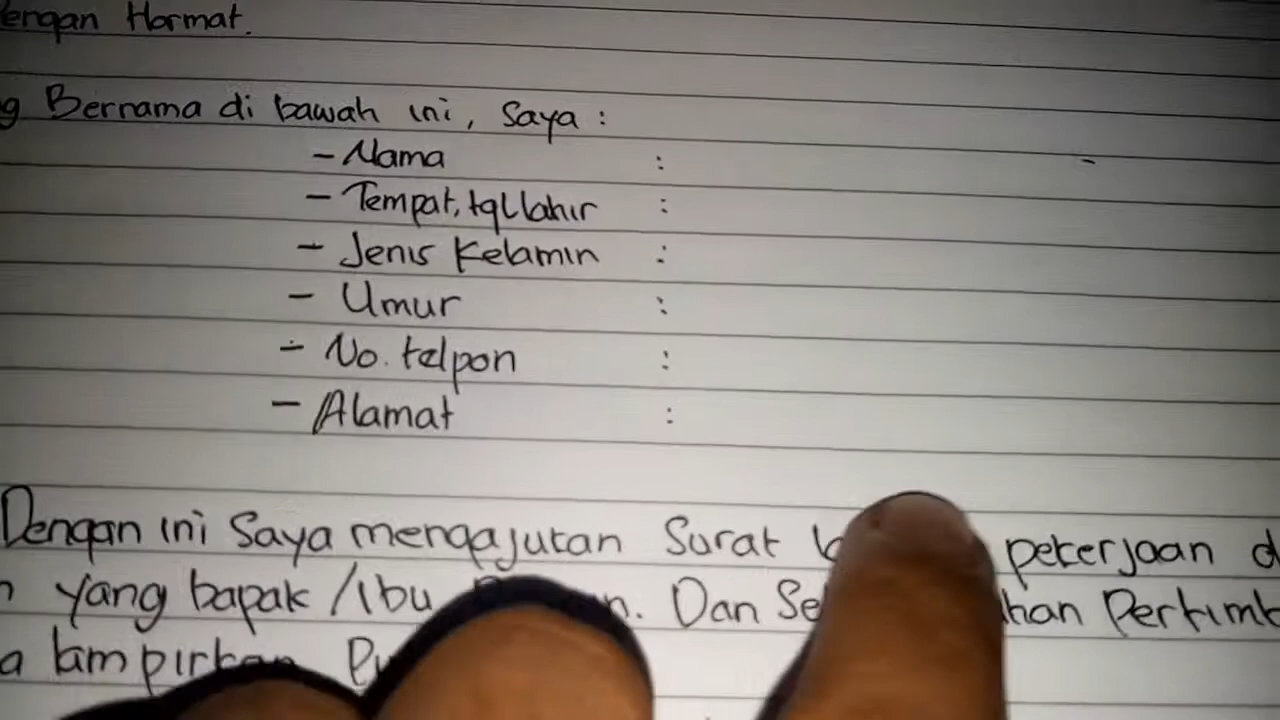 engan Hormat.
g Bernama di bawah ini, Saya :
- Nama :
- Tempat, tgl lahir :
- Jenis Kelamin :
- Umur :
- No. telpon :
- Alamat :
Dengan ini Saya mengajukan Surat pekerjaan d
n yang bapak /ibu n. Dan Se han Pertimb
a lampirkan